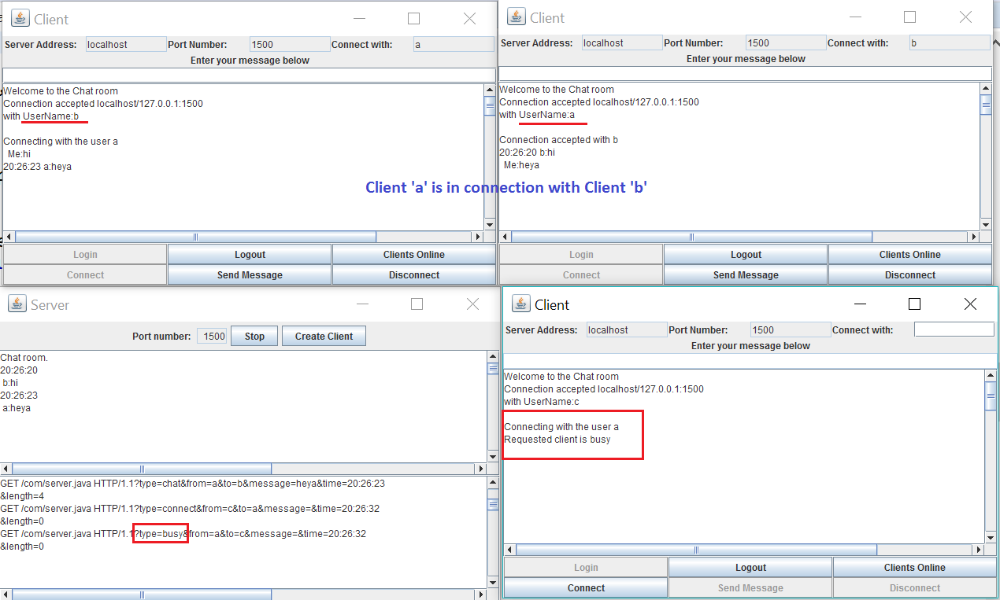 Client
Server Address: localhost Port Number: 1500 Connect with: a
Enter your message below
Welcome to the Chat room
Connection accepted localhost/127.0.0.1:1500
with UserName:b
Connecting with the user a
Me:hi
20:26:23 a:heya
Login Logout Clients Online
Connect Send Message Disconnect
Client
Server Address: localhost Port Number: 1500 Connect with: b
Enter your message below
Welcome to the Chat room
Connection accepted localhost/127.0.0.1:1500
with UserName:a
Connection accepted with b
20:26:20 b:hi
Me:heya
Login Logout Clients Online
Connect Send Message Disconnect
Client 'a' is in connection with Client 'b'
Server
Port number: 1500 Stop Create Client
Chat room.
20:26:20
b:hi
20:26:23
a:heya
GET /com/server.java HTTP/1.1?type=chat&from=a&to=b&message=heya&time=20:26:23
&length=4
GET /com/server.java HTTP/1.1?type=connect&from=c&to=a&message=&time=20:26:32
&length=0
GET /com/server.java HTTP/1.1?type=busy&from=a&to=c&message=&time=20:26:32
&length=0
Client
Server Address: localhost Port Number: 1500 Connect with:
Enter your message below
Welcome to the Chat room
Connection accepted localhost/127.0.0.1:1500
with UserName:c
Connecting with the user a
Requested client is busy
Login Logout Clients Online
Connect Send Message Disconnect